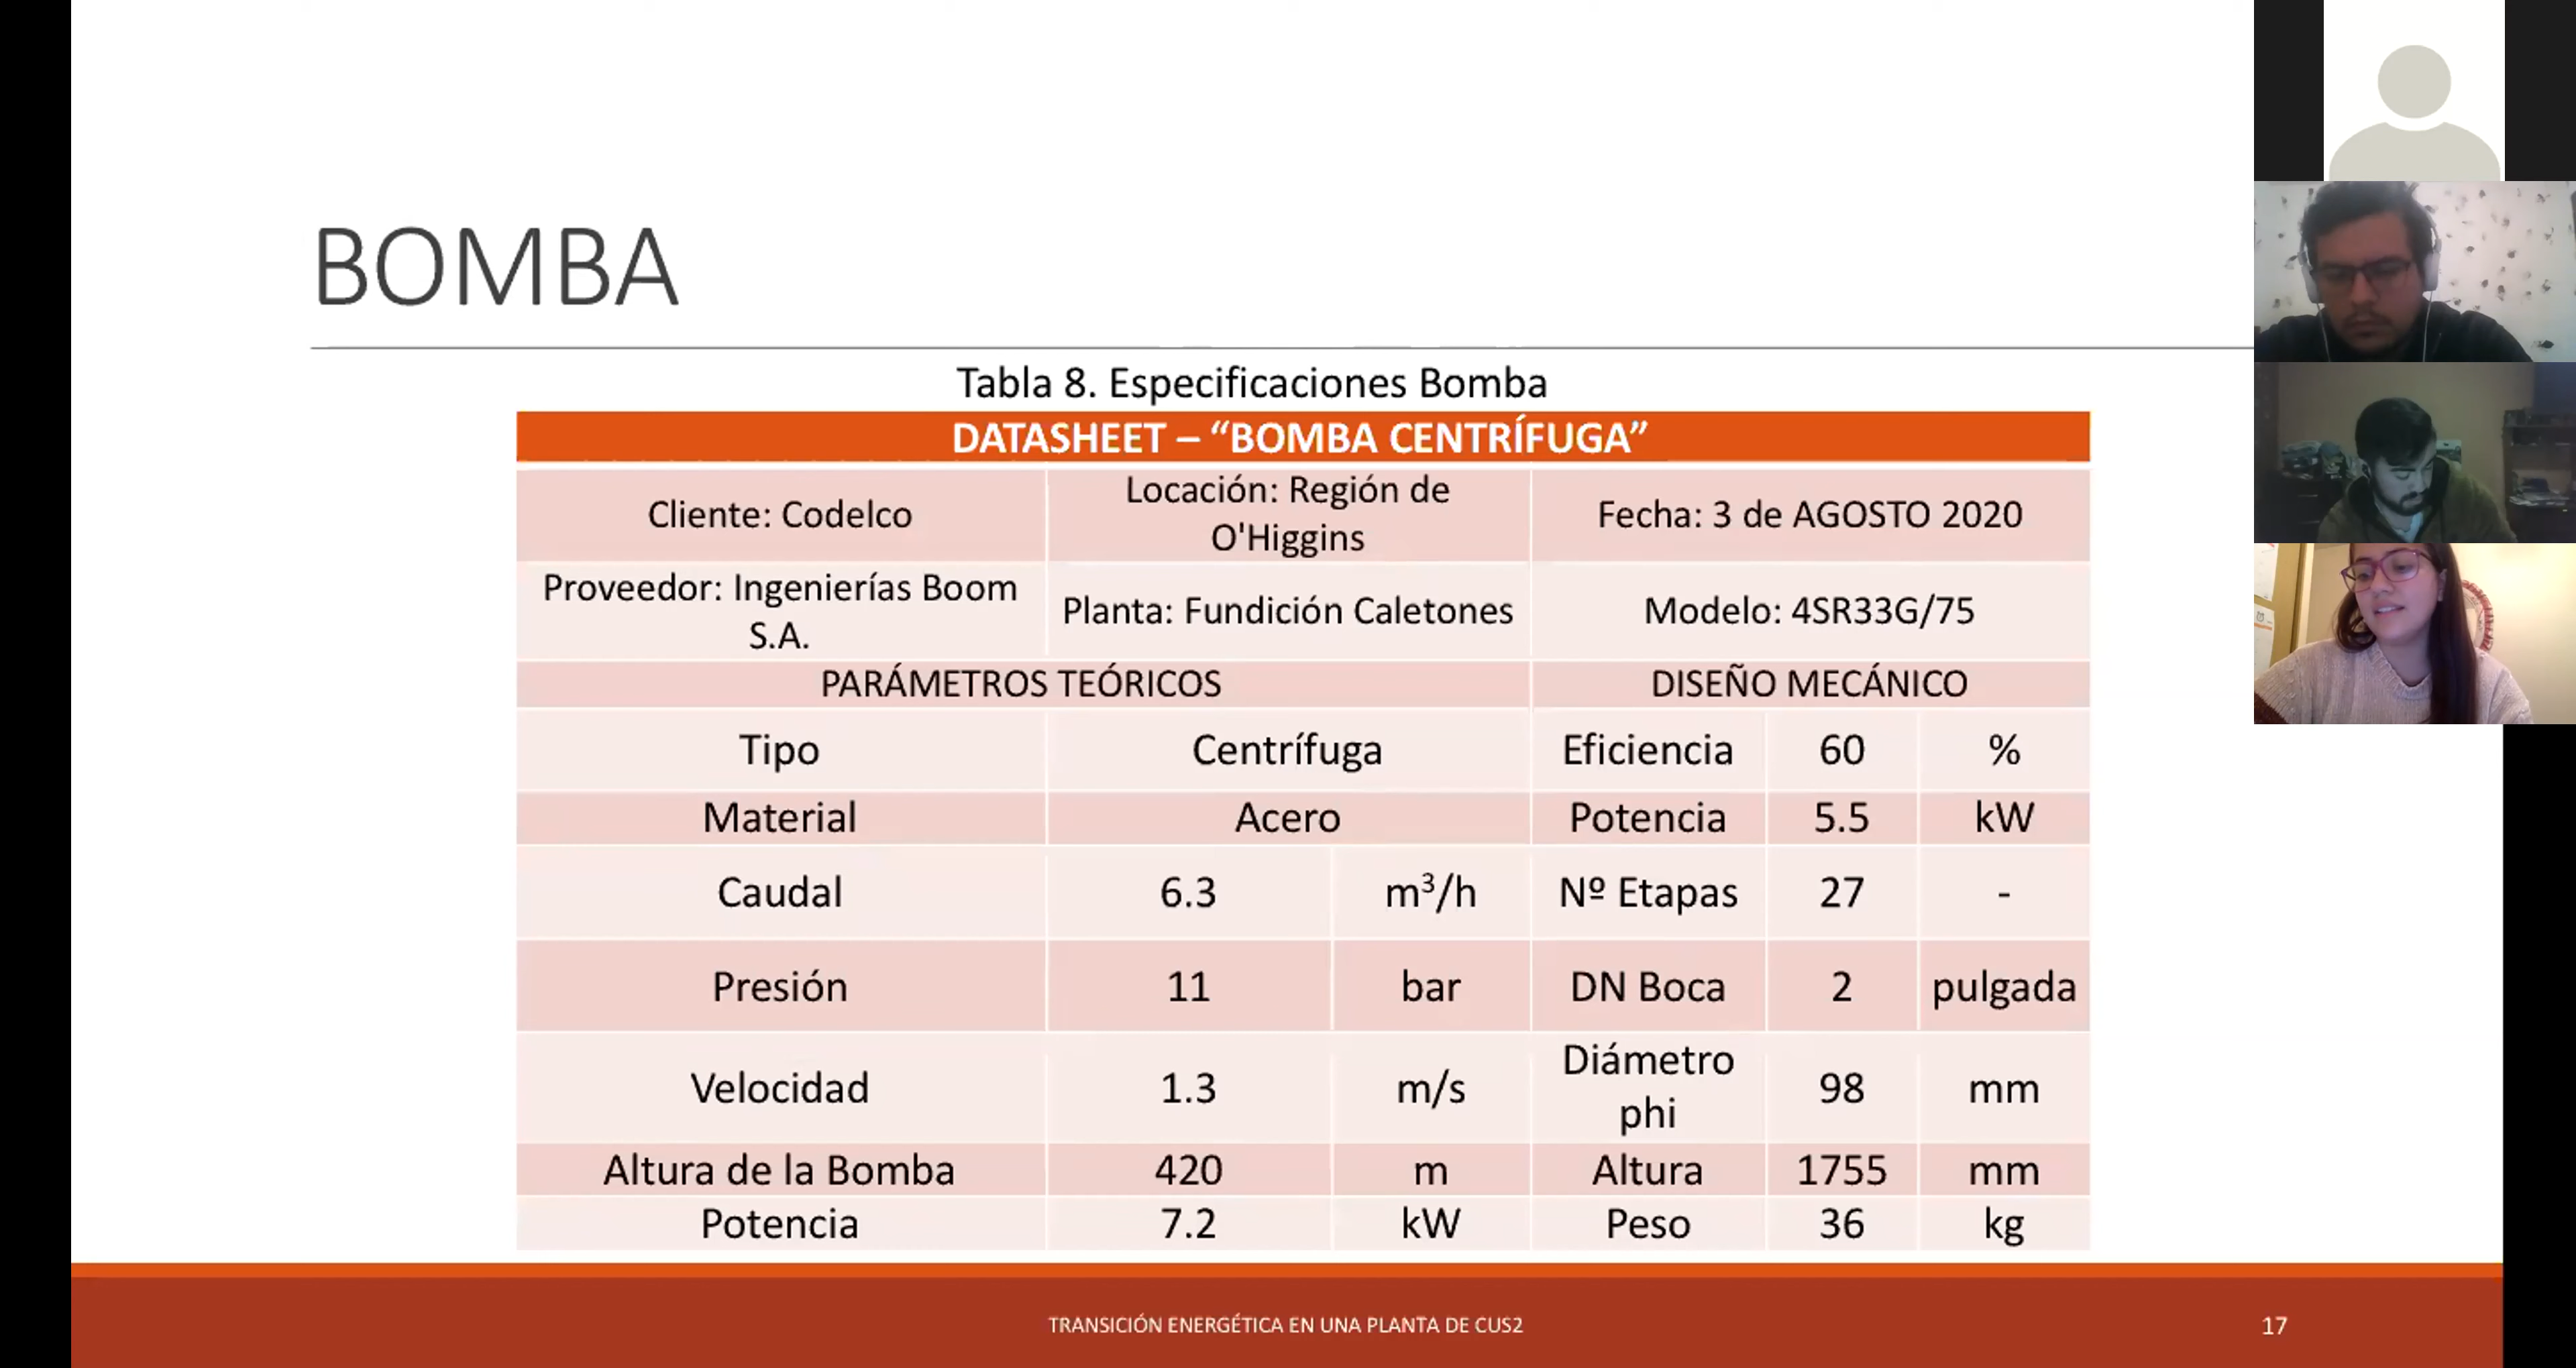 BOMBA
Tabla 8. Especificaciones Bomba
DATASHEET – “BOMBA CENTRÍFUGA”
Cliente: Codelco
Locación: Región de
O'Higgins
Fecha: 3 de AGOSTO 2020
Proveedor: Ingenierías Boom
S.A.
Planta: Fundición Caletones
Modelo: 4SR33G/75
PARÁMETROS TEÓRICOS
DISEÑO MECÁNICO
Tipo
Centrífuga
Eficiencia
60
%
Material
Acero
Potencia
5.5
kW
Caudal
6.3
m³/h
Nº Etapas
27
-
Presión
11
bar
DN Boca
2
pulgada
Velocidad
1.3
m/s
Diámetro
phi
98
mm
Altura de la Bomba
420
m
Altura
1755
mm
Potencia
7.2
kW
Peso
36
kg
TRANSICIÓN ENERGÉTICA EN UNA PLANTA DE CUS2
17